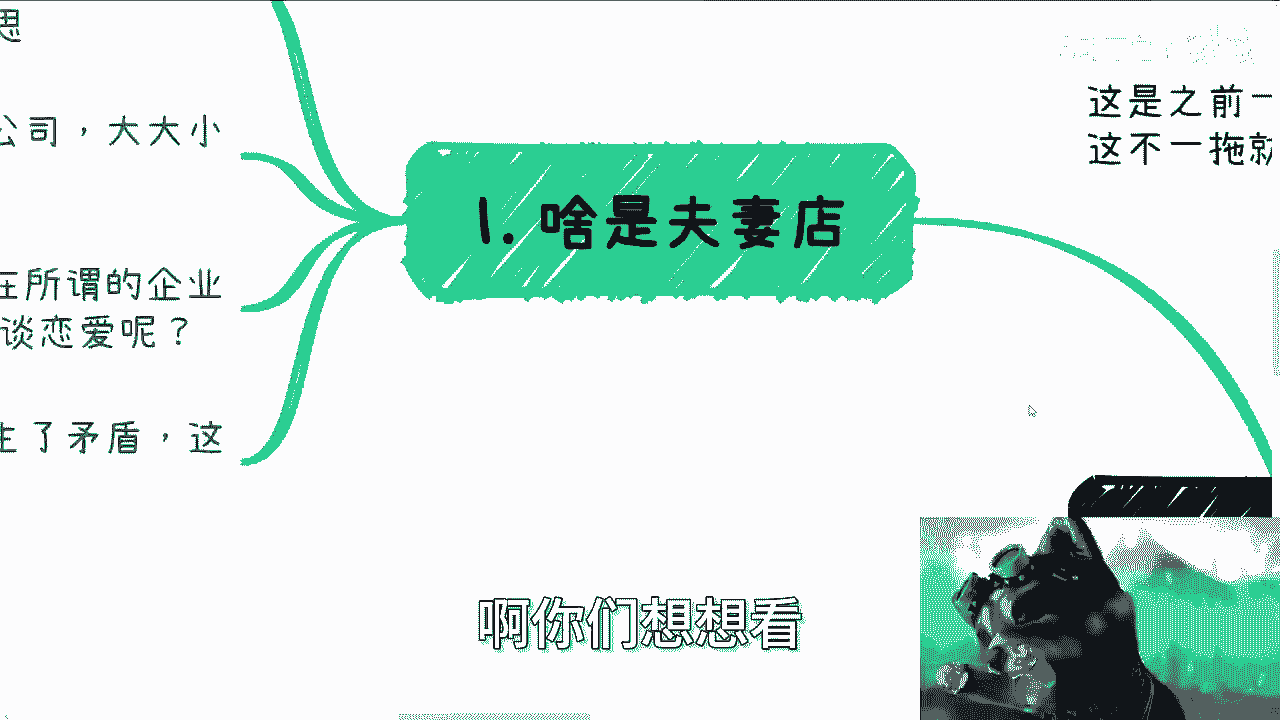 思
公司，大大小
在所谓的企业
谈恋爱呢？
生了矛盾，这
1. 啥是夫妻店
这是之前一
这不一拖就
啊你们想想看